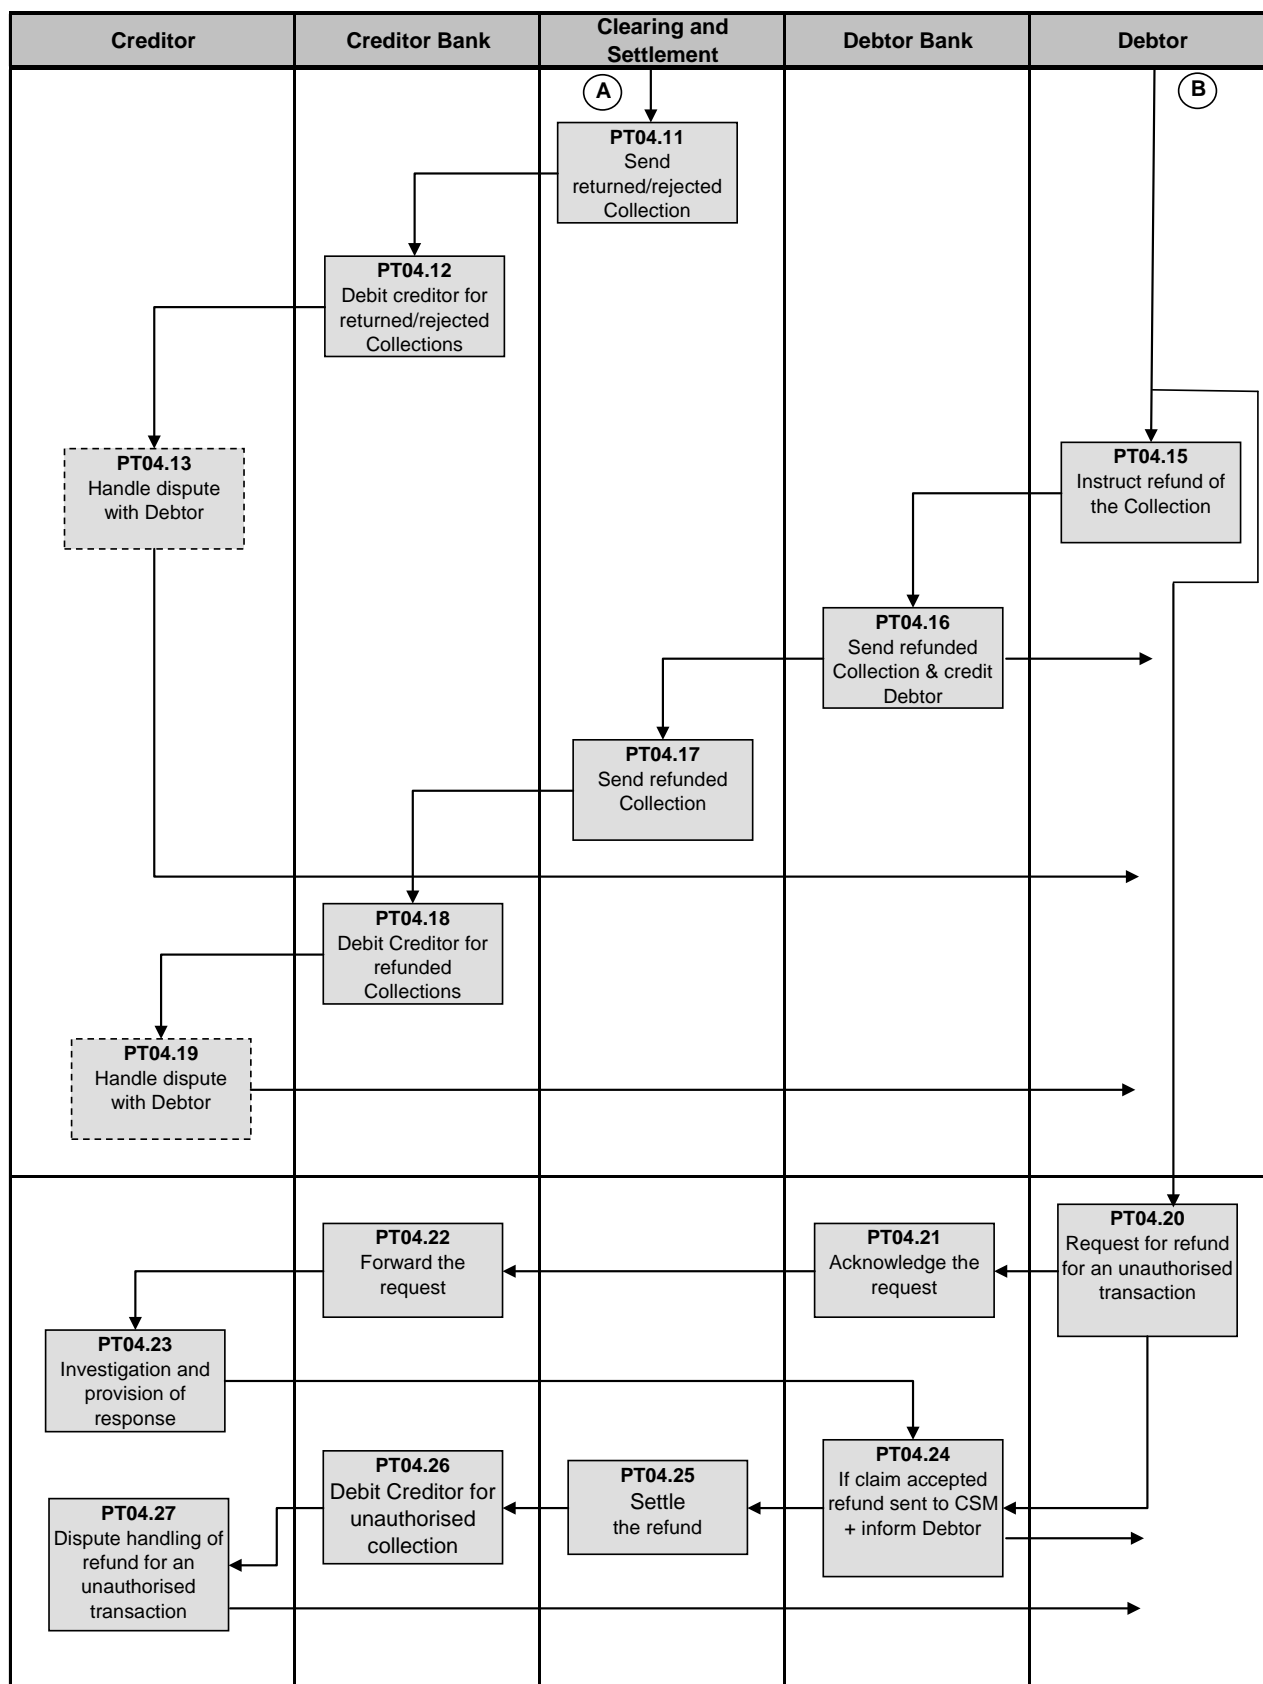 Creditor
Creditor Bank
Clearing and
Settlement
Debtor Bank
Debtor
A
B
PT04.11
Send
returned/rejected
Collection
PT04.12
Debit creditor for
returned/rejected
Collections
PT04.13
Handle dispute
with Debtor
PT04.15
Instruct refund of
the Collection
PT04.16
Send refunded
Collection & credit
Debtor
PT04.17
Send refunded
Collection
PT04.18
Debit Creditor for
refunded
Collections
PT04.19
Handle dispute
with Debtor
PT04.20
Request for refund
for an unauthorised
transaction
PT04.21
Acknowledge the
request
PT04.22
Forward the
request
PT04.23
Investigation and
provision of
response
PT04.24
If claim accepted
refund sent to CSM
+ inform Debtor
PT04.25
Settle
the refund
PT04.26
Debit Creditor for
unauthorised
collection
PT04.27
Dispute handling of
refund for an
unauthorised
transaction